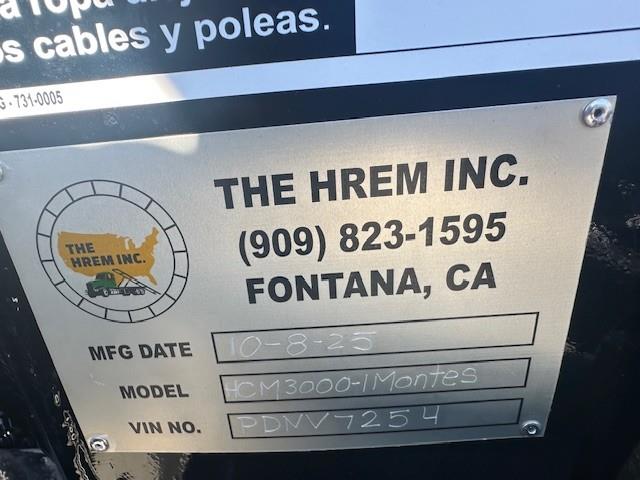 a ropa
os cables y poleas.
G - 731-0005
THE HREM INC.
(909) 823-1595
FONTANA, CA
THE
HREM INC.
MFG DATE 10-8-25
MODEL HCM3000-1Montes
VIN NO. PDNV7254